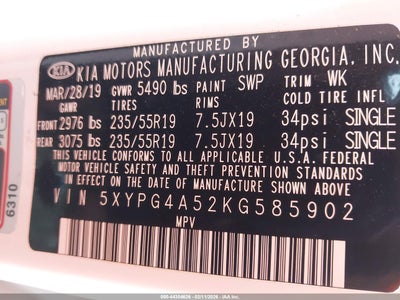 MANUFACTURED BY
KIA KIA MOTORS MANUFACTURING GEORGIA, INC.
MAR/28/19 GVWR 5490 lbs PAINT SWP TRIM WK
GAWR TIRES RIMS COLD TIRE INFL
FRONT 2976 lbs 235/55R19 7.5JX19 34psi SINGLE
REAR 3075 lbs 235/55R19 7.5JX19 34psi SINGLE
THIS VEHICLE CONFORMS TO ALL APPLICABLE U.S.A. FEDERAL
MOTOR VEHICLE SAFETY AND THEFT PREVENTION STANDARDS
IN EFFECT ON THE DATE OF MANUFACTURE SHOWN ABOVE.
VIN 5XYPG4A52KG585902
MPV
6310